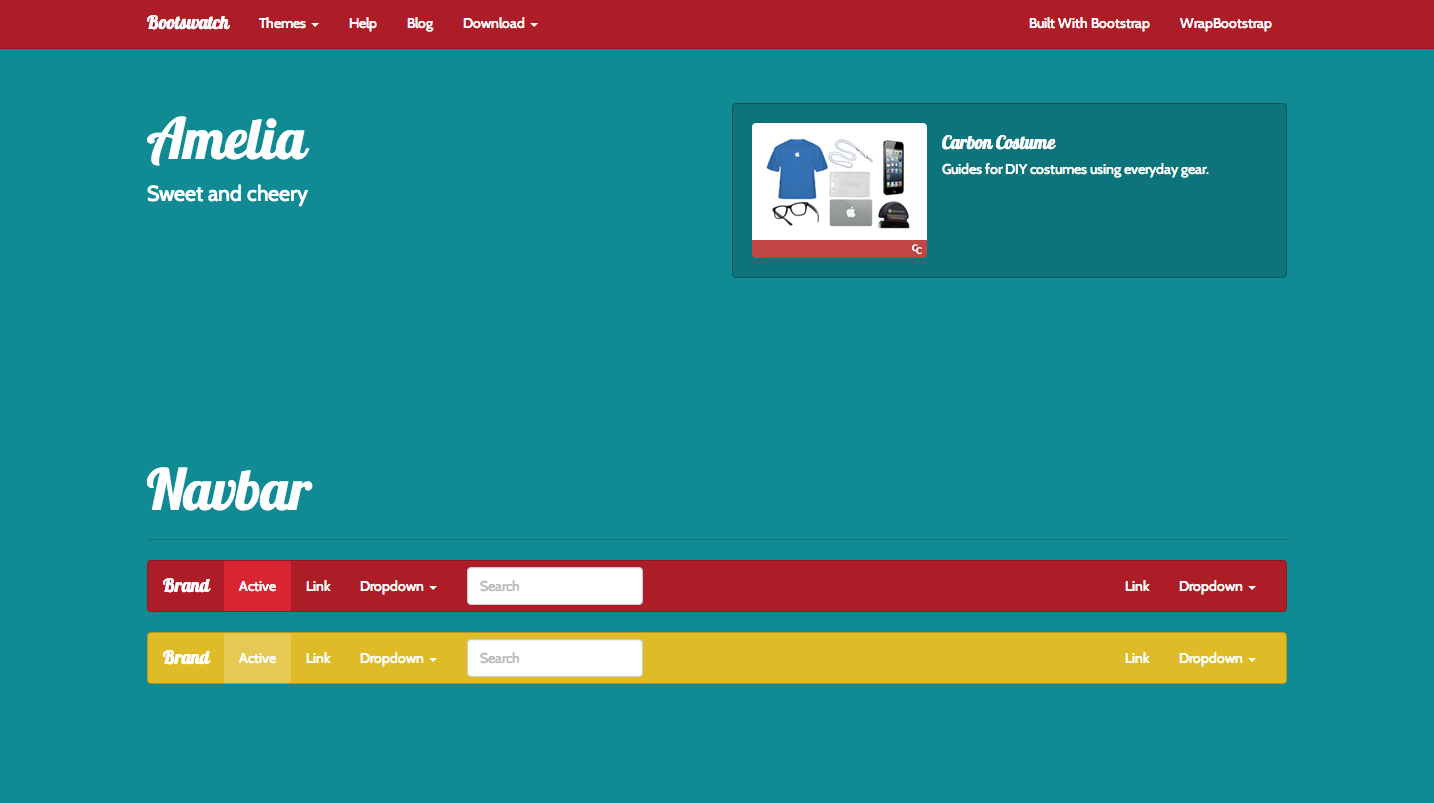 Bootswatch Themes Help Blog Download Built With Bootstrap WrapBootstrap
Amelia
Sweet and cheery
Carbon Costume
Guides for DIY costumes using everyday gear.
CC
Navbar
Brand Active Link Dropdown Search Link Dropdown
Brand Active Link Dropdown Search Link Dropdown